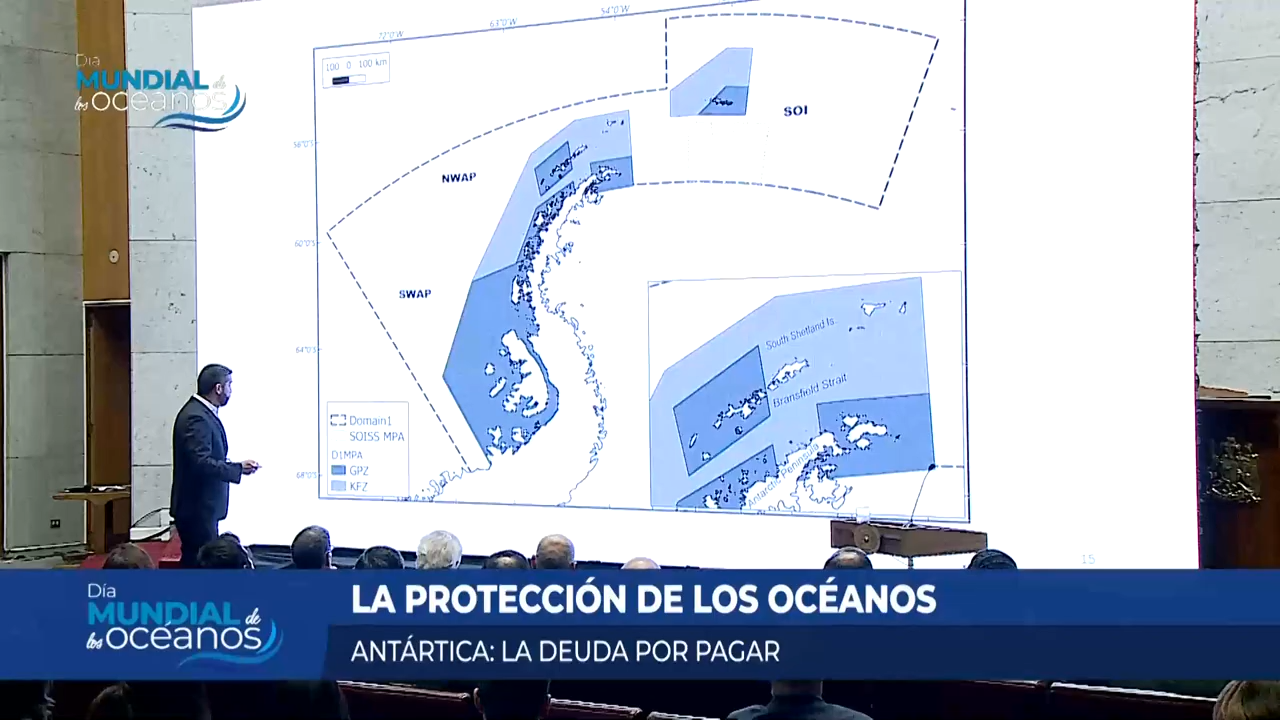 72°0'W
63°0'W
54°0'W
100 0 100 km
Día
MUNDIAL de
los océanos
SOI
58°0'S
NWAP
60°0'S
SWAP
64°0'S
South Shetland Is.
Bransfield Strait
Antarctic Peninsula
Domain1
SOISS MPA
D1MPA
GPZ
KFZ
68°0'S
15
Día
MUNDIAL de
los océanos
LA PROTECCIÓN DE LOS OCÉANOS
ANTÁRTICA: LA DEUDA POR PAGAR